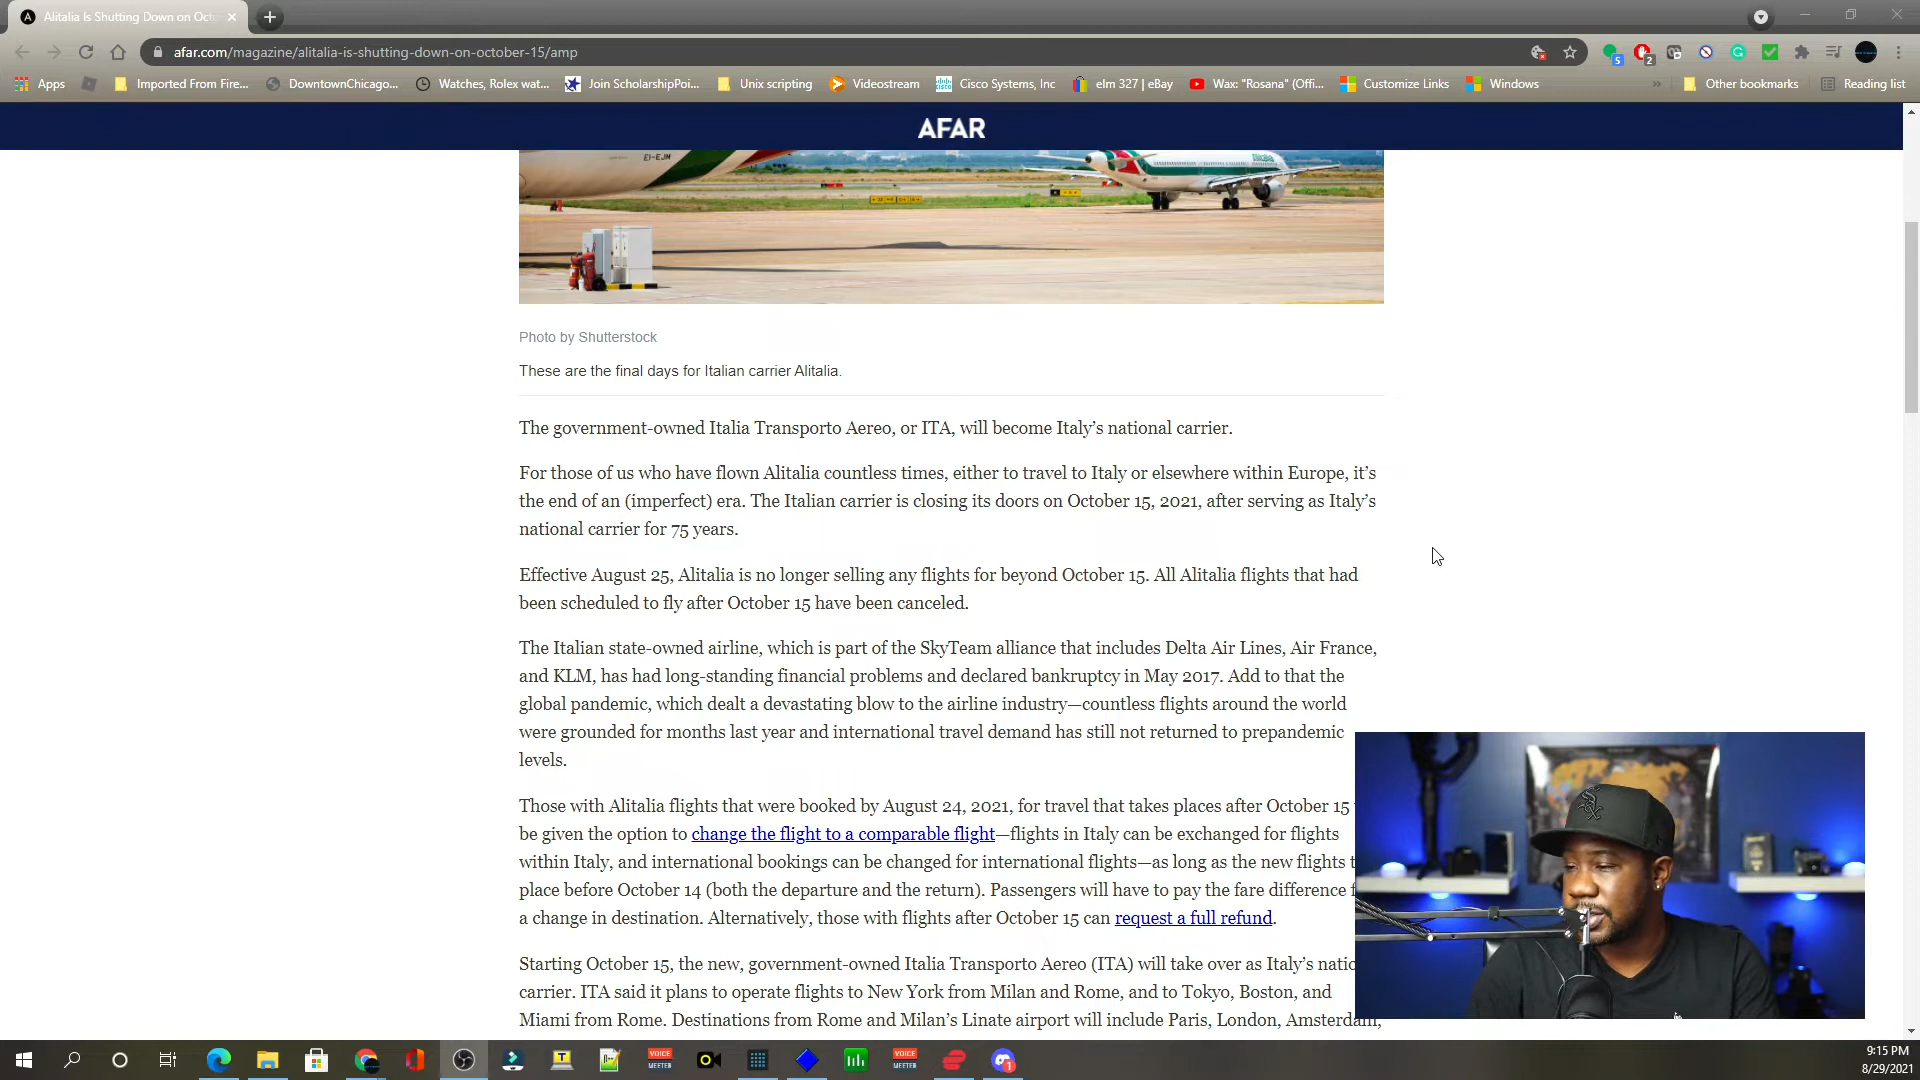 Alitalia Is Shutting Down on Octo
afar.com/magazine/alitalia-is-shutting-down-on-october-15/amp
5
2
Apps
Imported From Fire...
DowntownChicago...
Watches, Rolex wat...
Join ScholarshipPoi...
Unix scripting
Videostream
Cisco Systems, Inc
elm 327 | eBay
Wax: "Rosana" (Offi...
Customize Links
Windows
»
Other bookmarks
Reading list
AFAR
EI-EJM
Alitalia
Photo by Shutterstock
These are the final days for Italian carrier Alitalia.
The government-owned Italia Transporto Aereo, or ITA, will become Italy’s national carrier.
For those of us who have flown Alitalia countless times, either to travel to Italy or elsewhere within Europe, it’s
the end of an (imperfect) era. The Italian carrier is closing its doors on October 15, 2021, after serving as Italy’s
national carrier for 75 years.
Effective August 25, Alitalia is no longer selling any flights for beyond October 15. All Alitalia flights that had
been scheduled to fly after October 15 have been canceled.
The Italian state-owned airline, which is part of the SkyTeam alliance that includes Delta Air Lines, Air France,
and KLM, has had long-standing financial problems and declared bankruptcy in May 2017. Add to that the
global pandemic, which dealt a devastating blow to the airline industry—countless flights around the world
were grounded for months last year and international travel demand has still not returned to prepandemic
levels.
Those with Alitalia flights that were booked by August 24, 2021, for travel that takes places after October 15
be given the option to change the flight to a comparable flight—flights in Italy can be exchanged for flights
within Italy, and international bookings can be changed for international flights—as long as the new flights t
place before October 14 (both the departure and the return). Passengers will have to pay the fare difference f
a change in destination. Alternatively, those with flights after October 15 can request a full refund.
Starting October 15, the new, government-owned Italia Transporto Aereo (ITA) will take over as Italy’s natio
carrier. ITA said it plans to operate flights to New York from Milan and Rome, and to Tokyo, Boston, and
Miami from Rome. Destinations from Rome and Milan’s Linate airport will include Paris, London, Amsterdam,
SOX
VOICE
MEETER
VOICE
MEETER
1
9:15 PM
8/29/2021